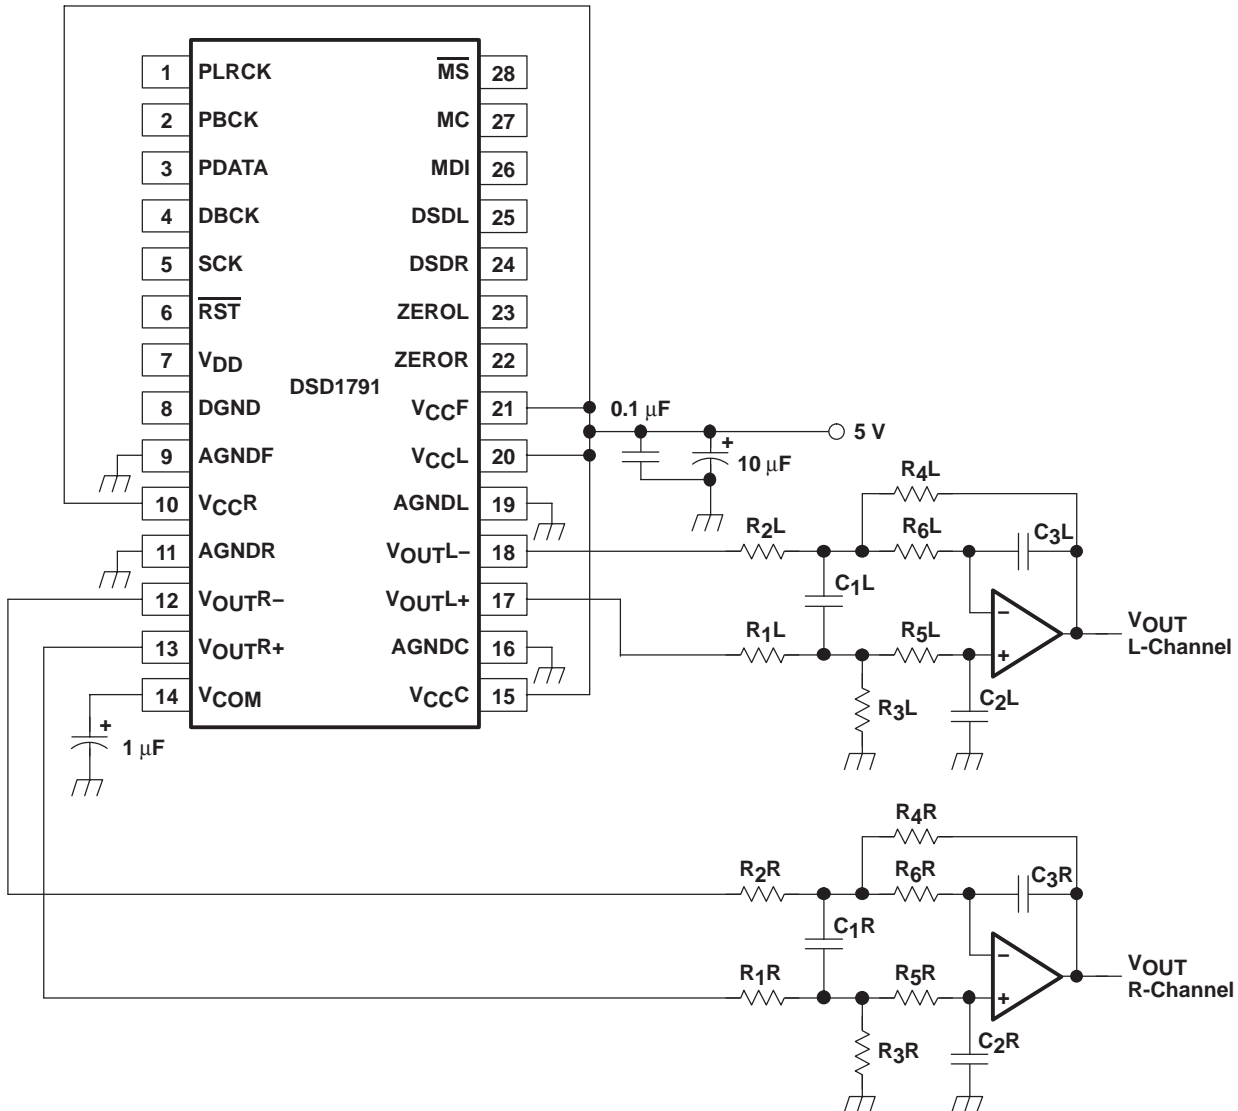 1 PLRCK MS 28
2 PBCK MC 27
3 PDATA MDI 26
4 DBCK DSDL 25
5 SCK DSDR 24
6 RST ZEROL 23
7 VDD ZEROR 22
DSD1791
8 DGND VCCF 21
9 AGNDF VCCL 20
10 VCCR AGNDL 19
11 AGNDR VOUTL– 18
12 VOUTR– VOUTL+ 17
13 VOUTR+ AGNDC 16
14 VCOM VCCC 15
+
1 μF
0.1 μF
+
10 μF
5 V
R4L
R2L
R6L
C3L
C1L
R1L
R5L
–
+
R3L
C2L
VOUT
L-Channel
R4R
R2R
R6R
C3R
C1R
R1R
R5R
–
+
R3R
C2R
VOUT
R-Channel